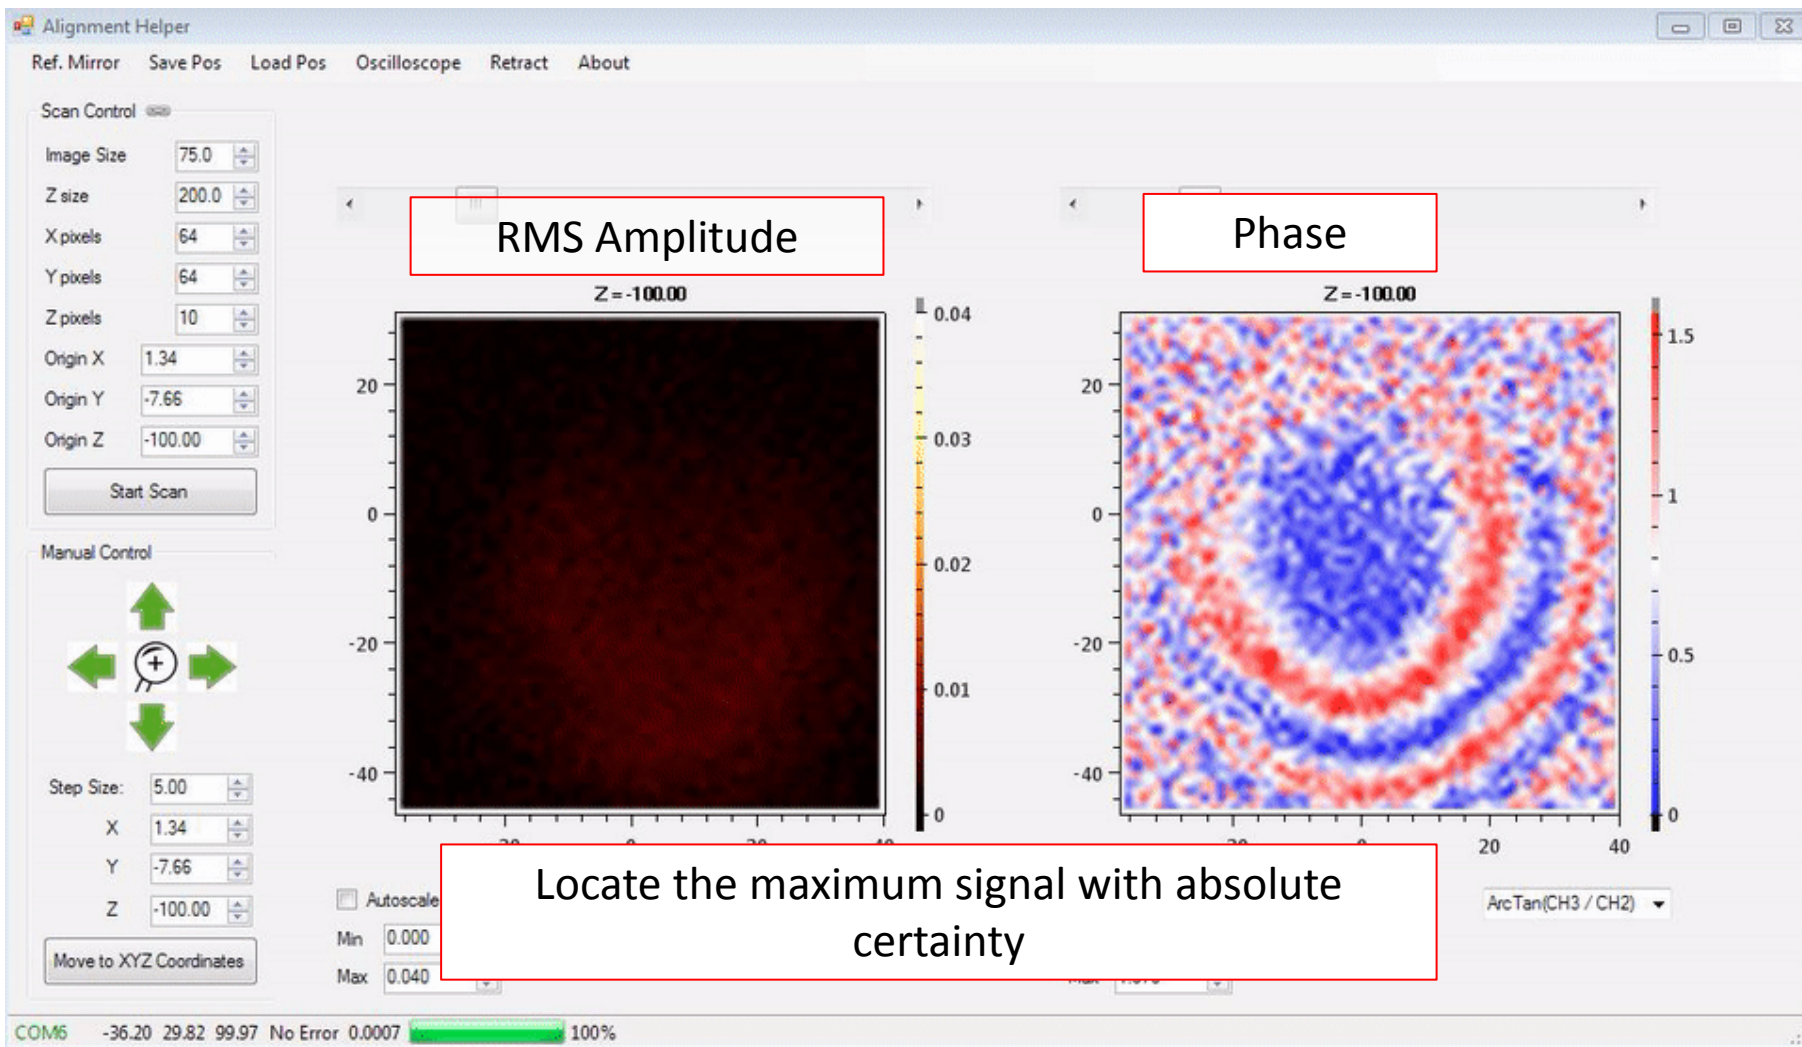 Alignment Helper
Ref. Mirror Save Pos Load Pos Oscilloscope Retract About
Scan Control
Image Size 75.0
Z size 200.0
X pixels 64
Y pixels 64
Z pixels 10
Origin X 1.34
Origin Y -7.66
Origin Z -100.00
Start Scan
Manual Control
Step Size: 5.00
X 1.34
Y -7.66
Z -100.00
Move to XYZ Coordinates
RMS Amplitude
Z = -100.00
20
0
-20
-40
0.04
0.03
0.02
0.01
0
Autoscale
Min 0.000
Max 0.040
Phase
Z = -100.00
20
0
-20
-40
20 40
1.5
1
0.5
0
ArcTan(CH3 / CH2)
Locate the maximum signal with absolute
certainty
COM6 -36.20 29.82 99.97 No Error 0.0007 100%